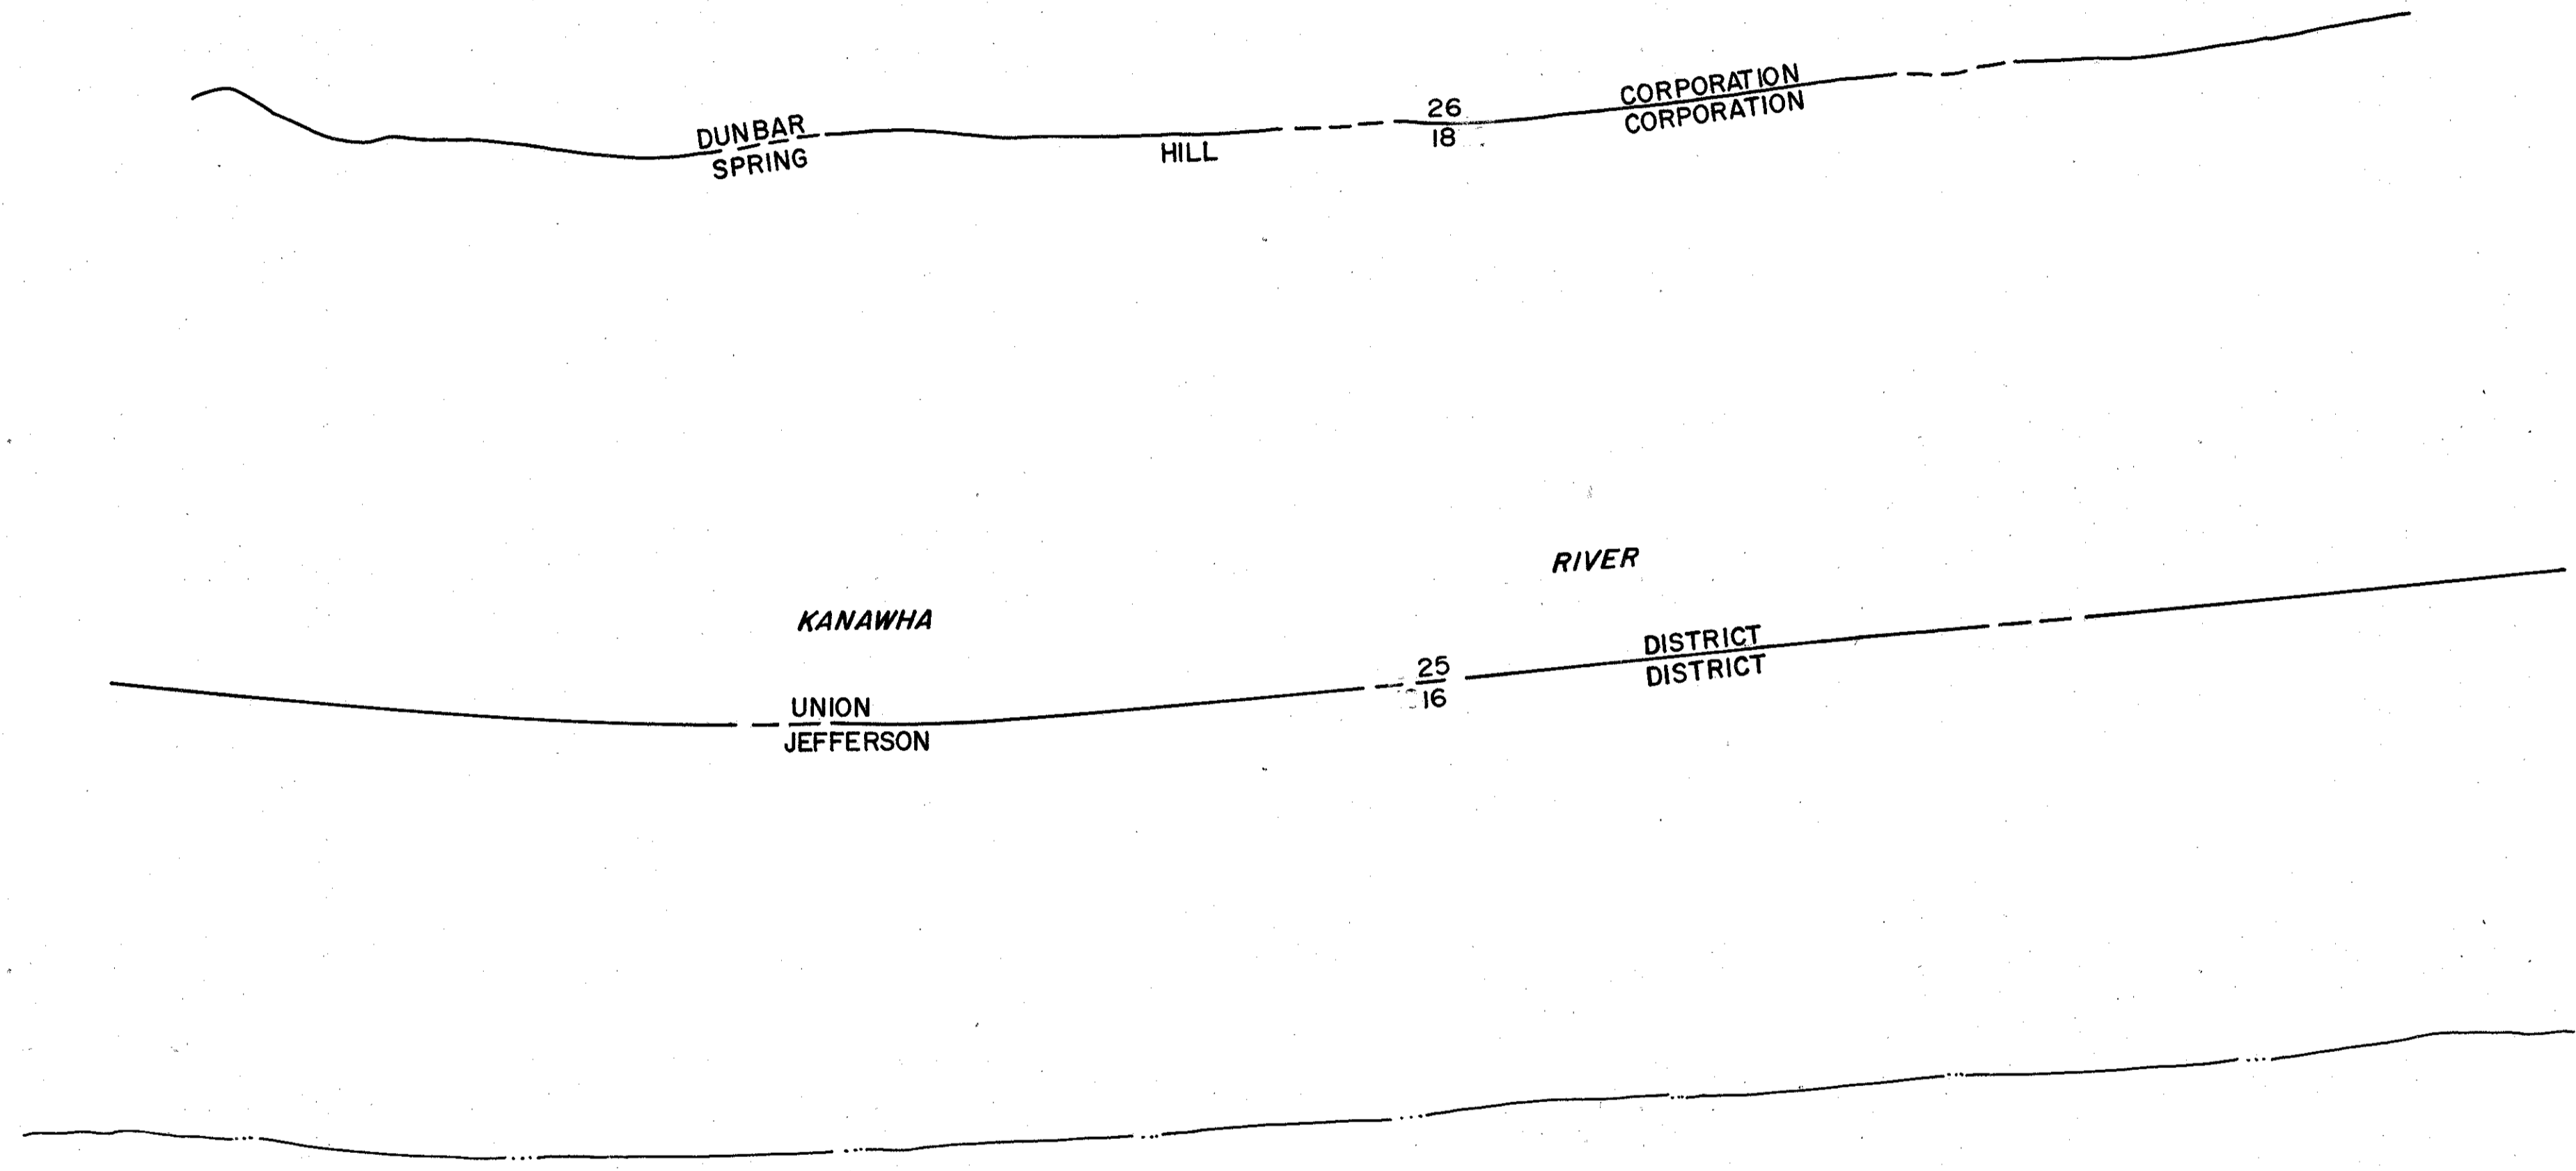 DUNBAR 26 CORPORATION
SPRING HILL 18 CORPORATION
KANAWHA RIVER
UNION 25 DISTRICT
JEFFERSON 16 DISTRICT